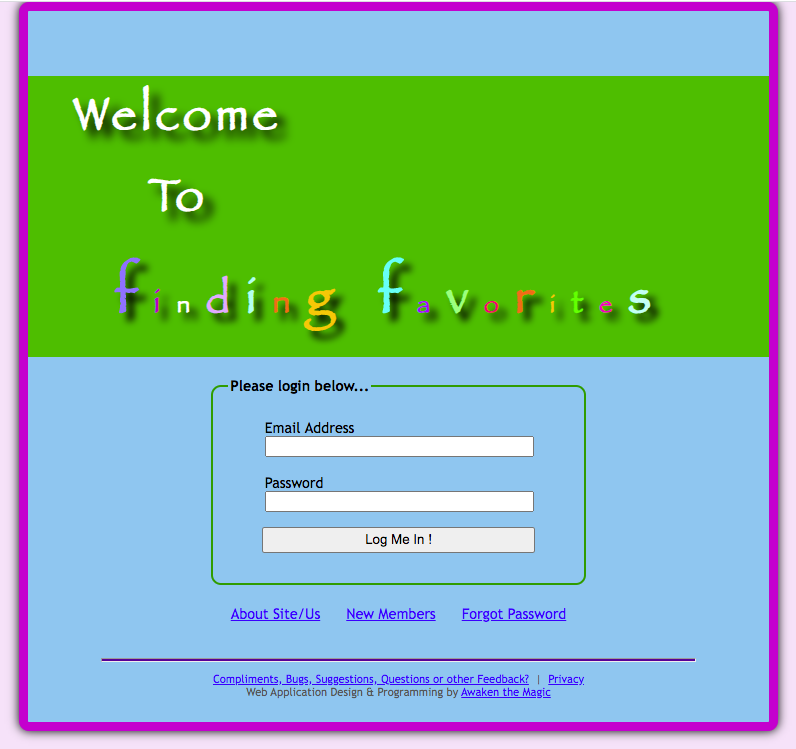 Welcome
To
finding favorites
Please login below...
Email Address
Password
Log Me In !
About Site/Us New Members Forgot Password
Compliments, Bugs, Suggestions, Questions or other Feedback? | Privacy
Web Application Design & Programming by Awaken the Magic